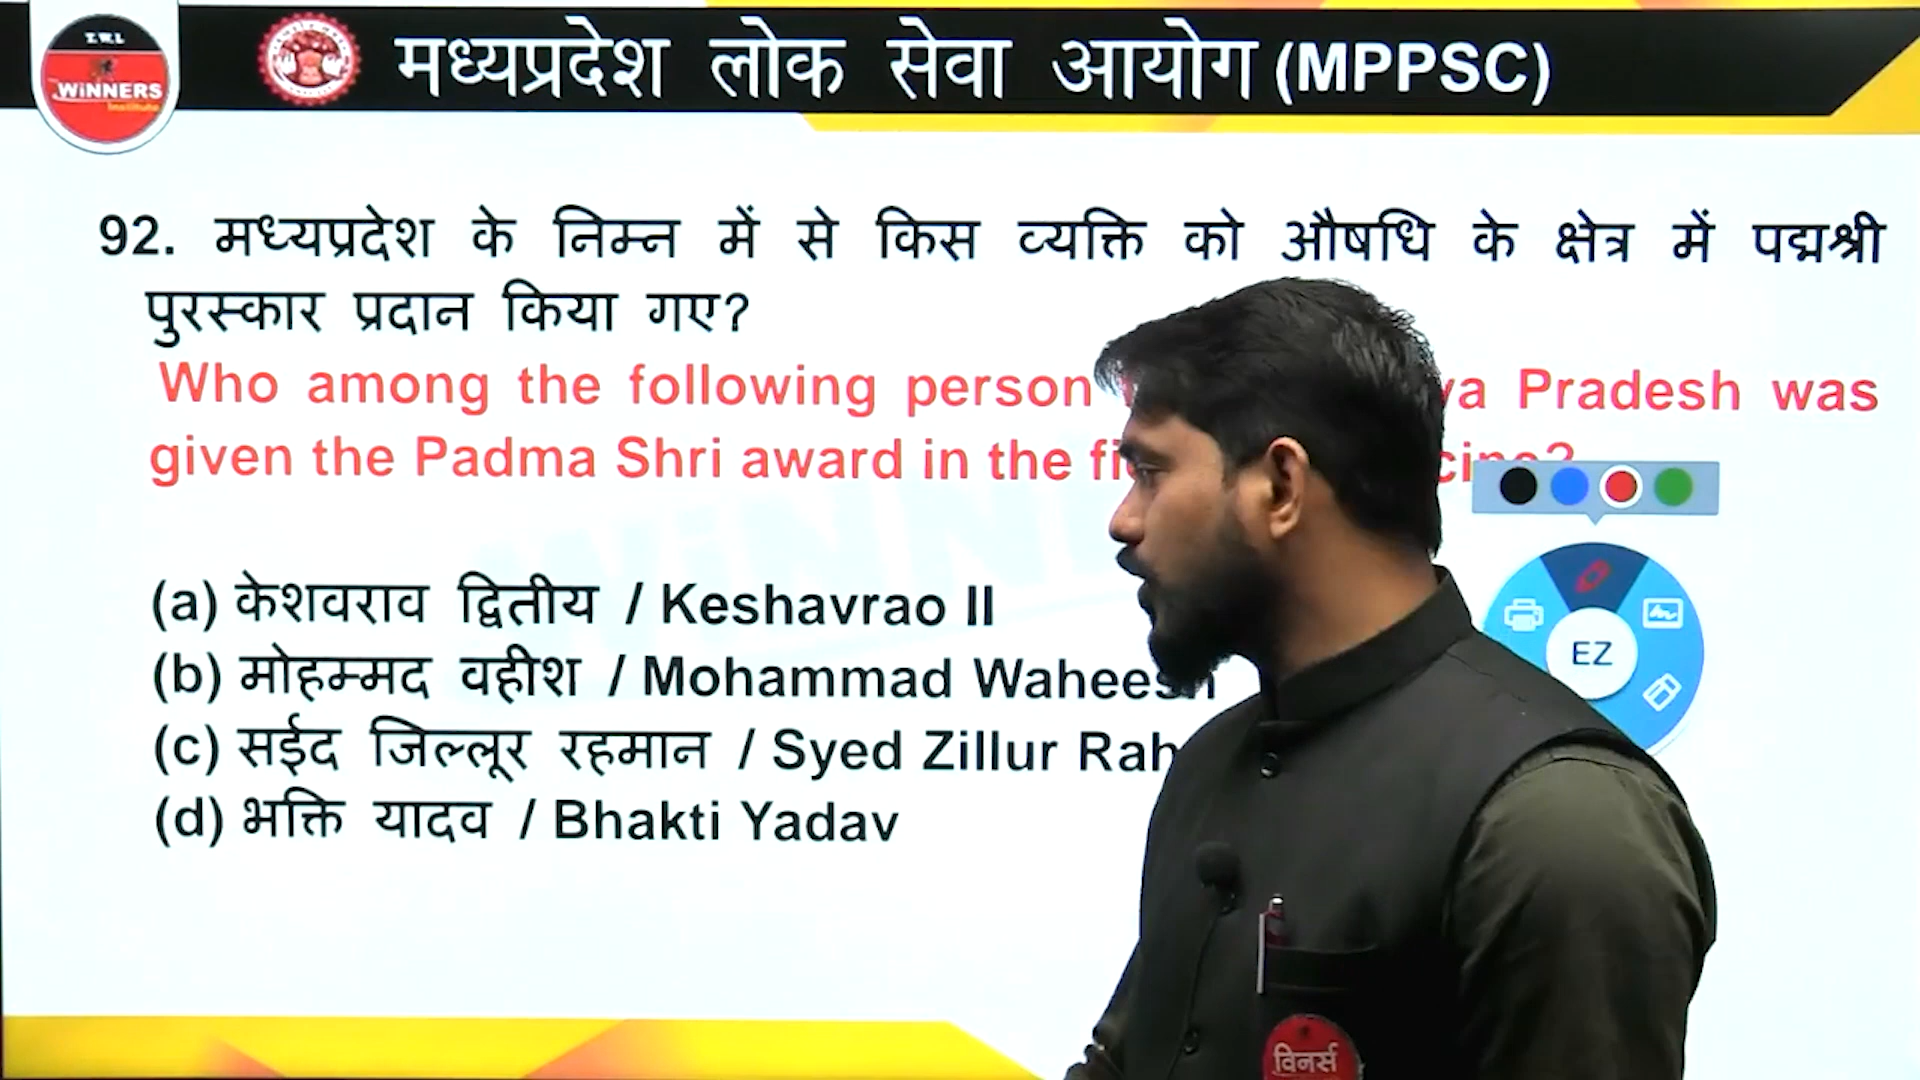 T.W.I.
WiNNERS
Institute
मध्यप्रदेश लोक सेवा आयोग (MPPSC)
92. मध्यप्रदेश के निम्न में से किस व्यक्ति को औषधि के क्षेत्र में पद्मश्री
पुरस्कार प्रदान किया गए?
Who among the following person Pradesh was
given the Padma Shri award in the
(a) केशवराव द्वितीय / Keshavrao II
(b) मोहम्मद वहीश / Mohammad Waheesh
(c) सईद जिल्लूर रहमान / Syed Zillur
(d) भक्ति यादव / Bhakti Yadav
EZ
विनर्स